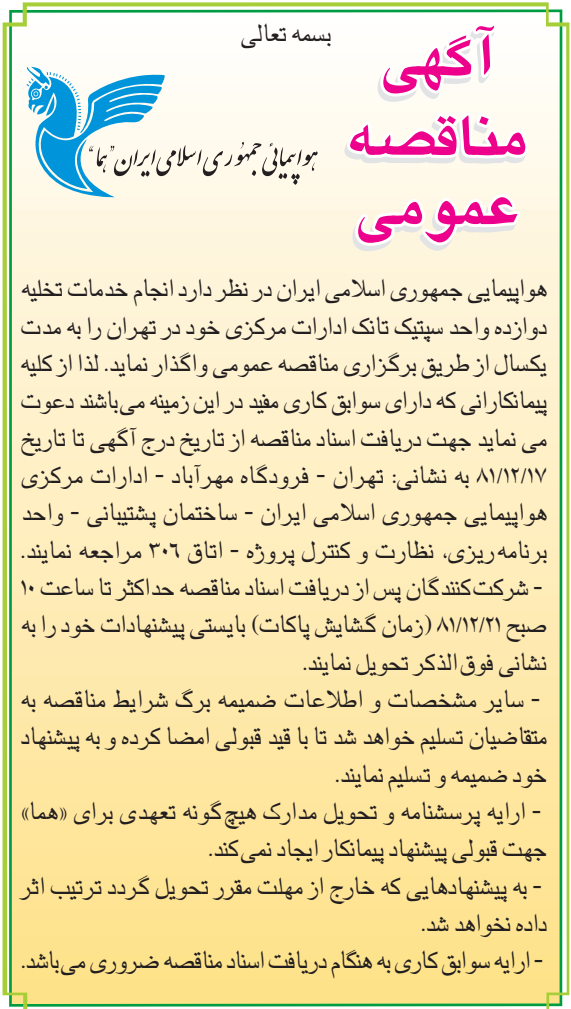 بسمه تعالی
آگهی
مناقصه
عمومی
هواپیمائی جمهوری اسلامی ایران "هما"
هواپیمایی جمهوری اسلامی ایران در نظر دارد انجام خدمات تخلیه
دوازده واحد سپتیک تانک ادارات مرکزی خود در تهران را به مدت
یکسال از طریق برگزاری مناقصه عمومی واگذار نماید. لذا از کلیه
پیمانکارانی که دارای سوابق کاری مفید در این زمینه می‌باشند دعوت
می نماید جهت دریافت اسناد مناقصه از تاریخ درج آگهی تا تاریخ
۸۱/۱۲/۱۷ به نشانی: تهران - فرودگاه مهرآباد - ادارات مرکزی
هواپیمایی جمهوری اسلامی ایران - ساختمان پشتیبانی - واحد
برنامه‌ریزی، نظارت و کنترل پروژه - اتاق ۳۰۶ مراجعه نمایند.
- شرکت‌کنندگان پس از دریافت اسناد مناقصه حداکثر تا ساعت ۱۰
صبح ۸۱/۱۲/۲۱ (زمان گشایش پاکات) بایستی پیشنهادات خود را به
نشانی فوق‌الذکر تحویل نمایند.
- سایر مشخصات و اطلاعات ضمیمه برگ شرایط مناقصه به
متقاضیان تسلیم خواهد شد تا با قید قبولی امضا کرده و به پیشنهاد
خود ضمیمه و تسلیم نمایند.
- ارایه پرسشنامه و تحویل مدارک هیچ‌گونه تعهدی برای «هما»
جهت قبولی پیشنهاد پیمانکار ایجاد نمی‌کند.
- به پیشنهادهایی که خارج از مهلت مقرر تحویل گردد ترتیب اثر
داده نخواهد شد.
- ارایه سوابق کاری به هنگام دریافت اسناد مناقصه ضروری می‌باشد.